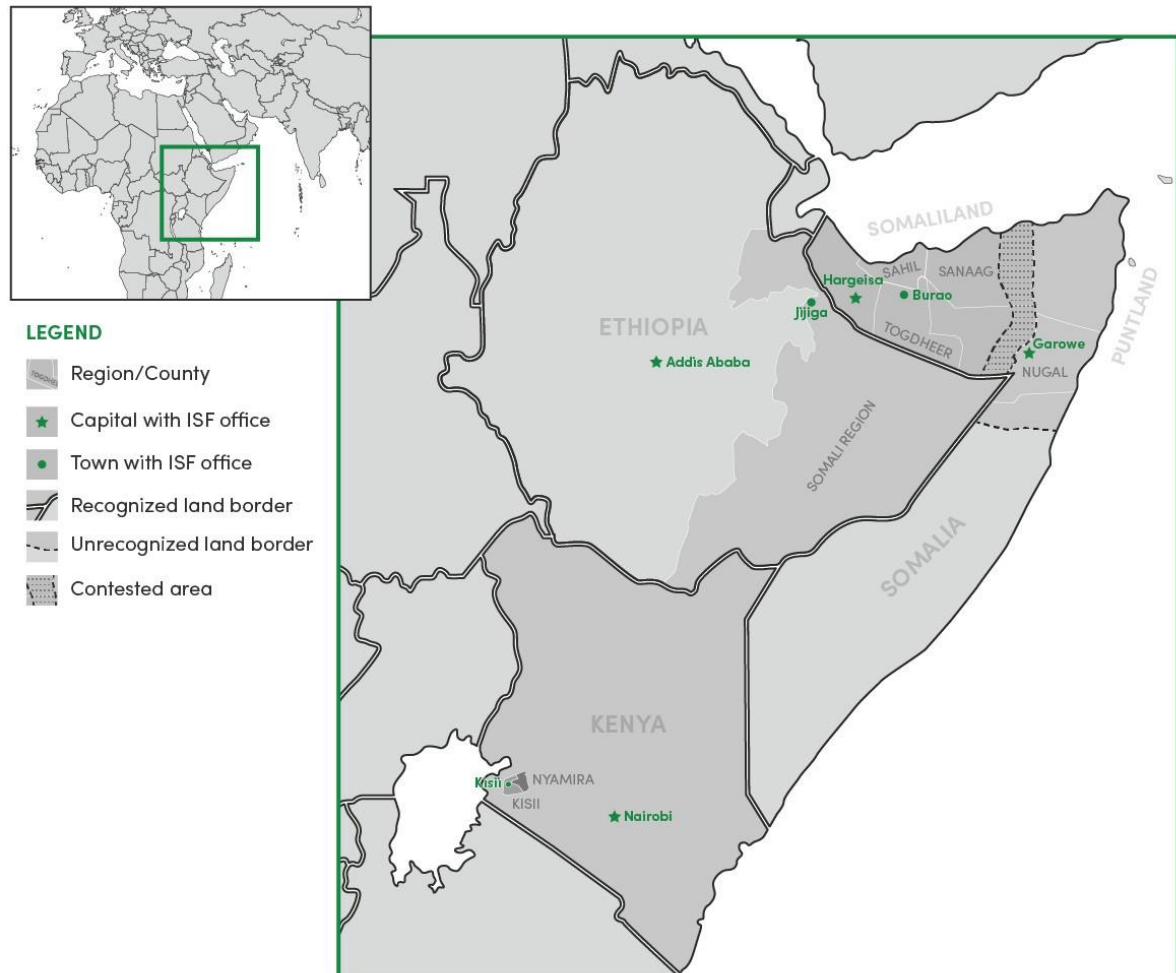 LEGEND
TOGDHEER
Region/County
Capital with ISF office
Town with ISF office
Recognized land border
Unrecognized land border
Contested area
SOMALILAND
PUNTLAND
SAHIL
SANAAG
Hargeisa
Burao
Jijiga
ETHIOPIA
TOGDHEER
Garowe
NUGAL
Addis Ababa
SOMALI REGION
SOMALIA
KENYA
Kisii
NYAMIRA
KISII
Nairobi